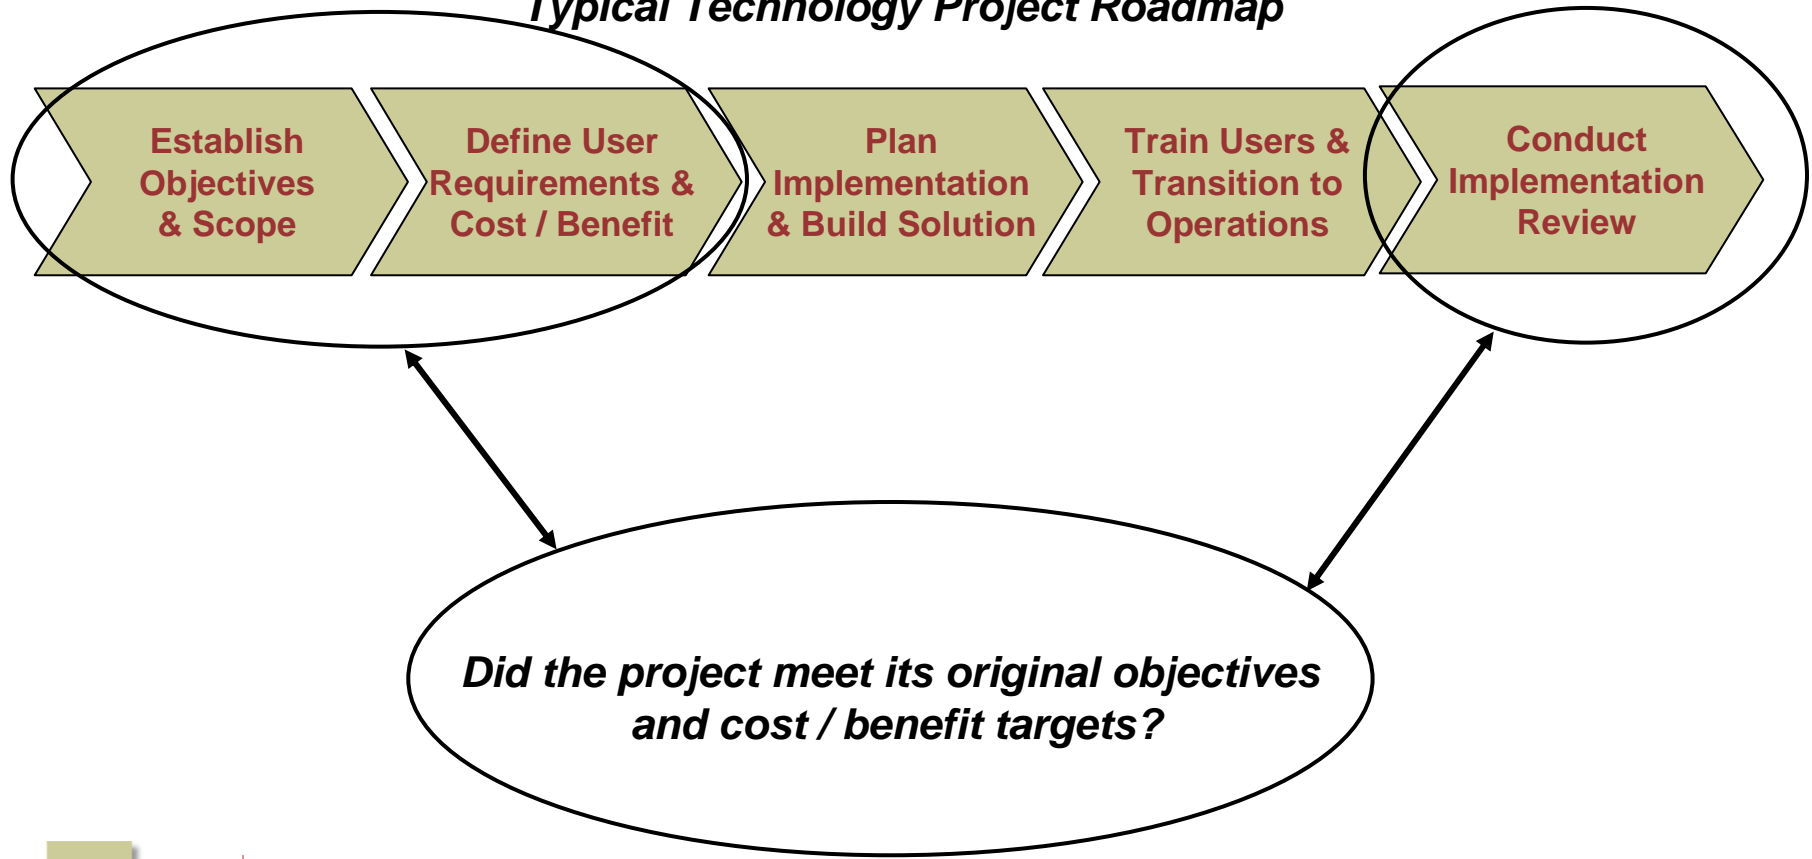 Typical Technology Project Roadmap
Establish
Objectives
& Scope
Define User
Requirements &
Cost / Benefit
Plan
Implementation
& Build Solution
Train Users &
Transition to
Operations
Conduct
Implementation
Review
Did the project meet its original objectives
and cost / benefit targets?